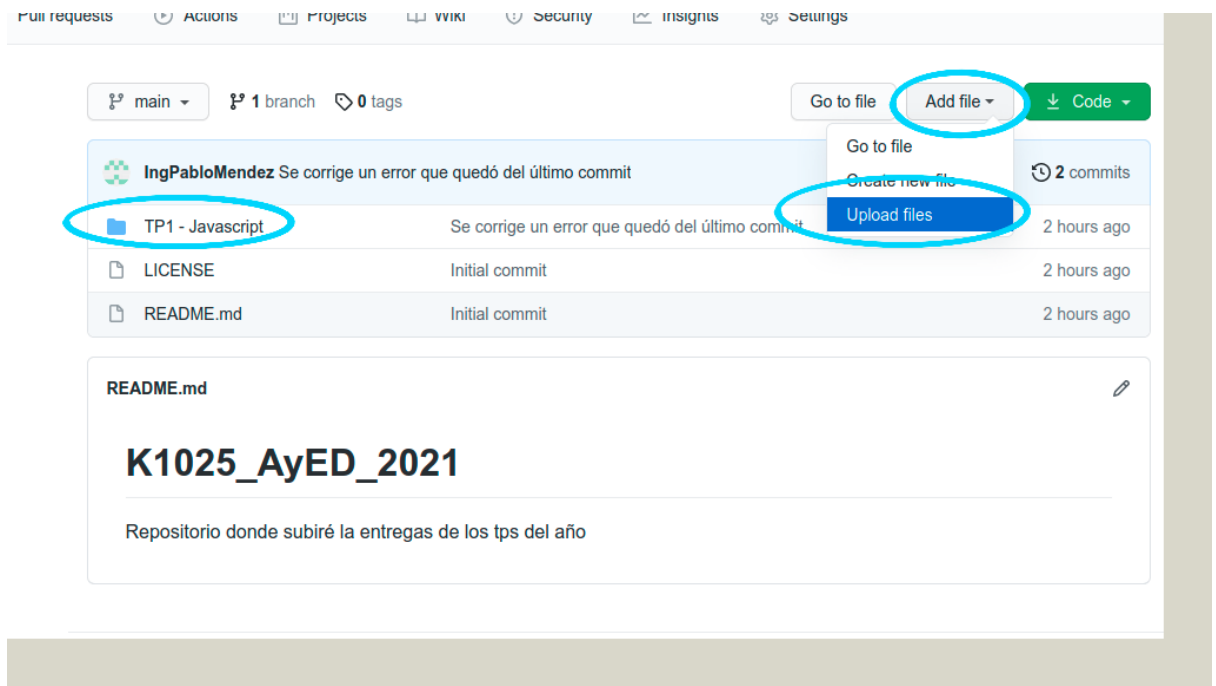 Pull requests Actions Projects Wiki Security Insights Settings
main 1 branch 0 tags Go to file Add file Code
Go to file
IngPabloMendez Se corrige un error que quedó del último commit 2 commits
Create new file
TP1 - Javascript Se corrige un error que quedó del último commit Upload files 2 hours ago
LICENSE Initial commit 2 hours ago
README.md Initial commit 2 hours ago
README.md
K1025_AyED_2021
Repositorio donde subiré la entregas de los tps del año